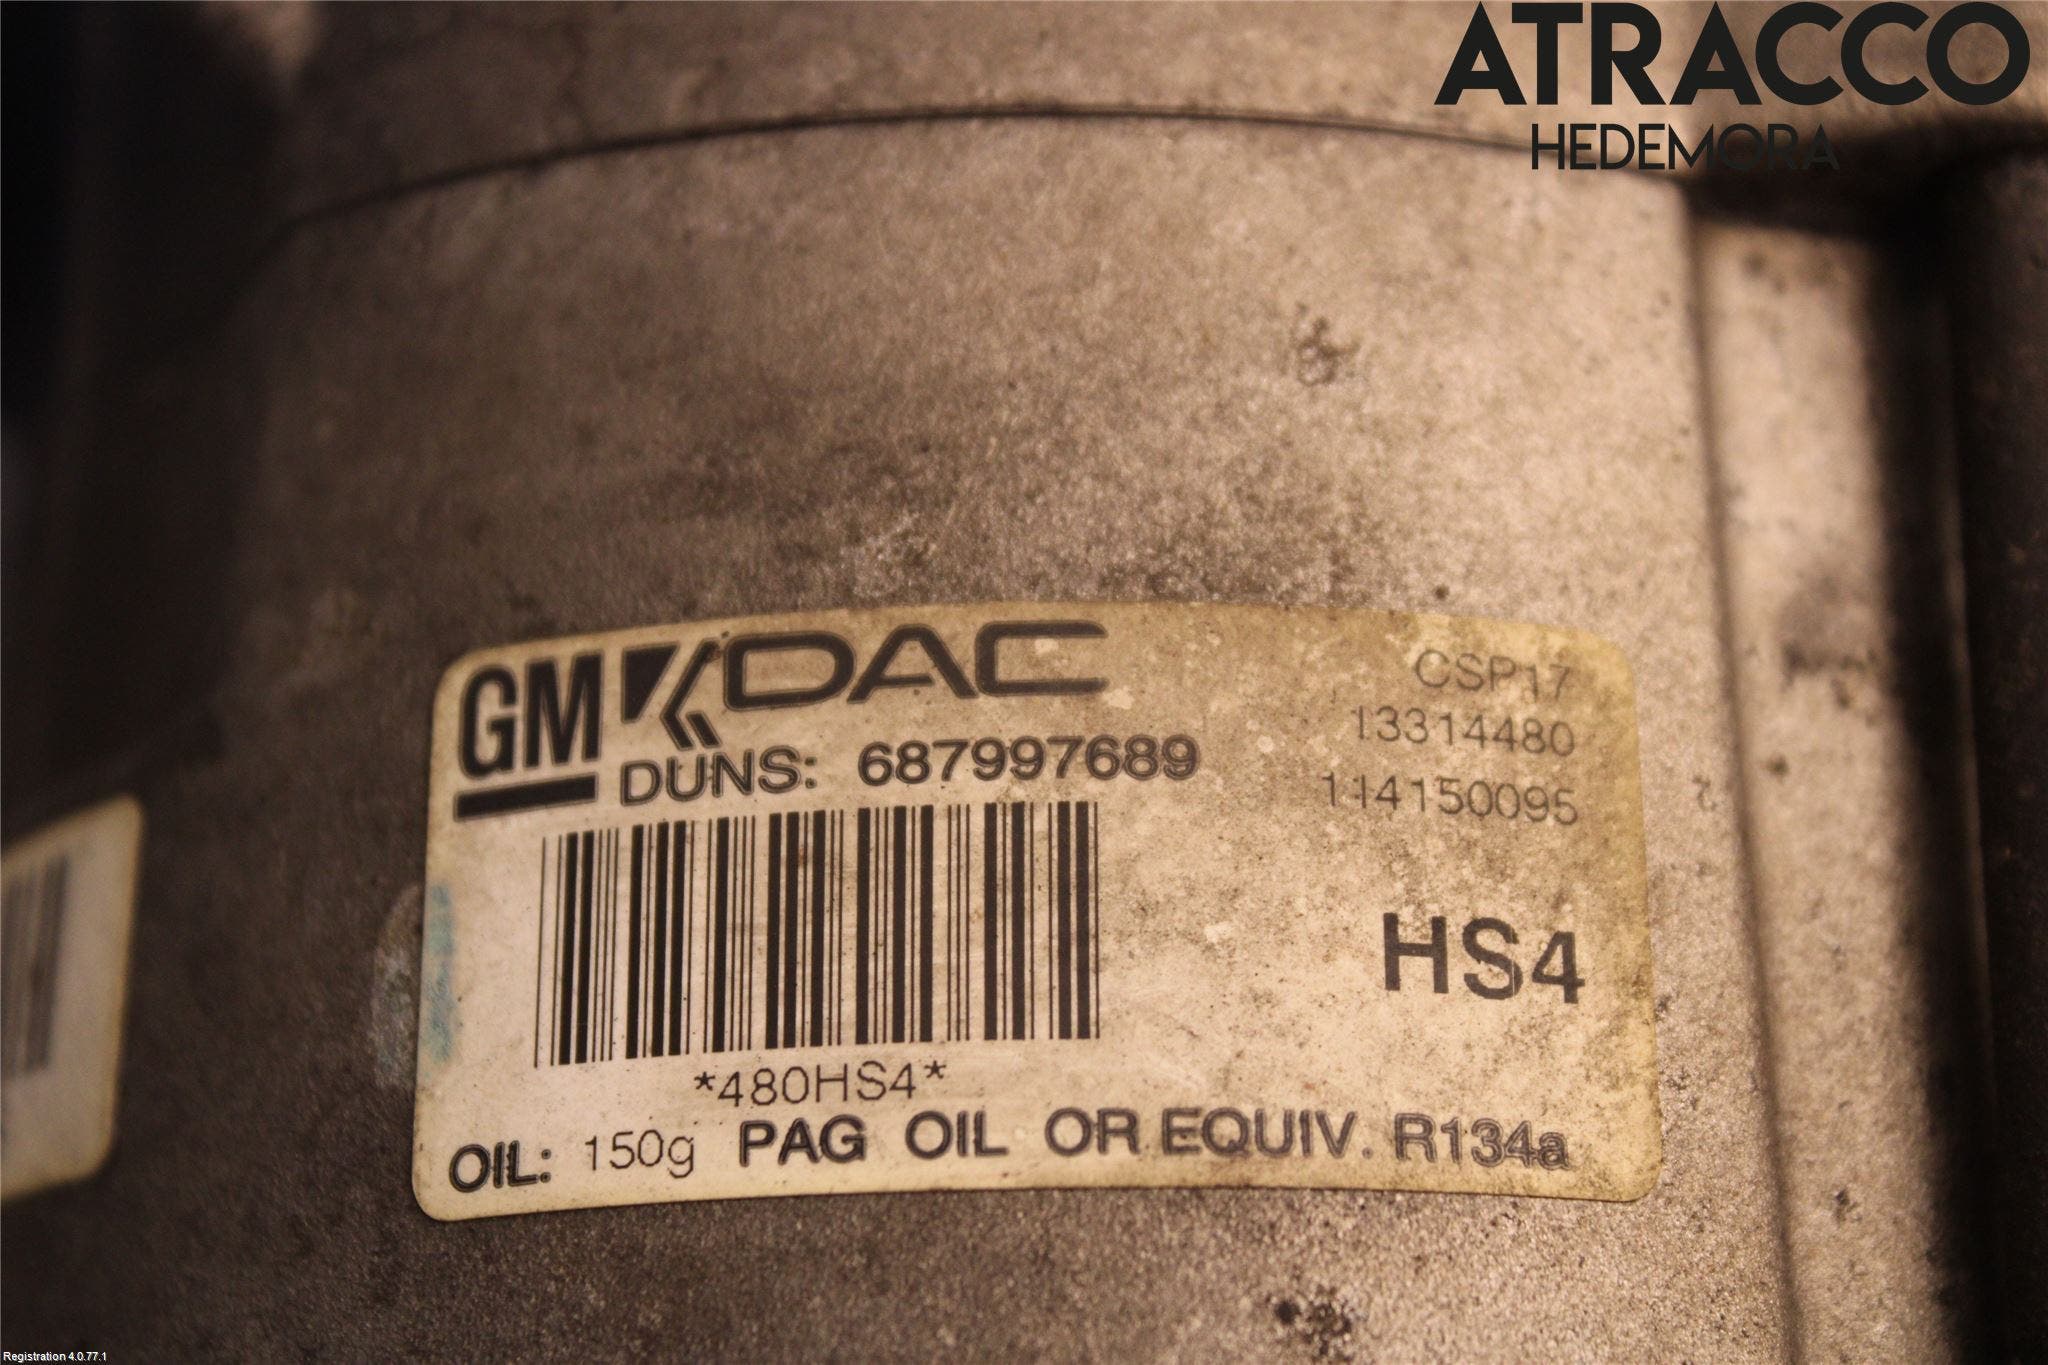 ATRACCO
HEDEMORA
GM DAC
CSP17
13314480
DUNS: 687997689
114150095
HS4
*480HS4*
OIL: 150g PAG OIL OR EQUIV. R134a
Registration 4.0.77.1